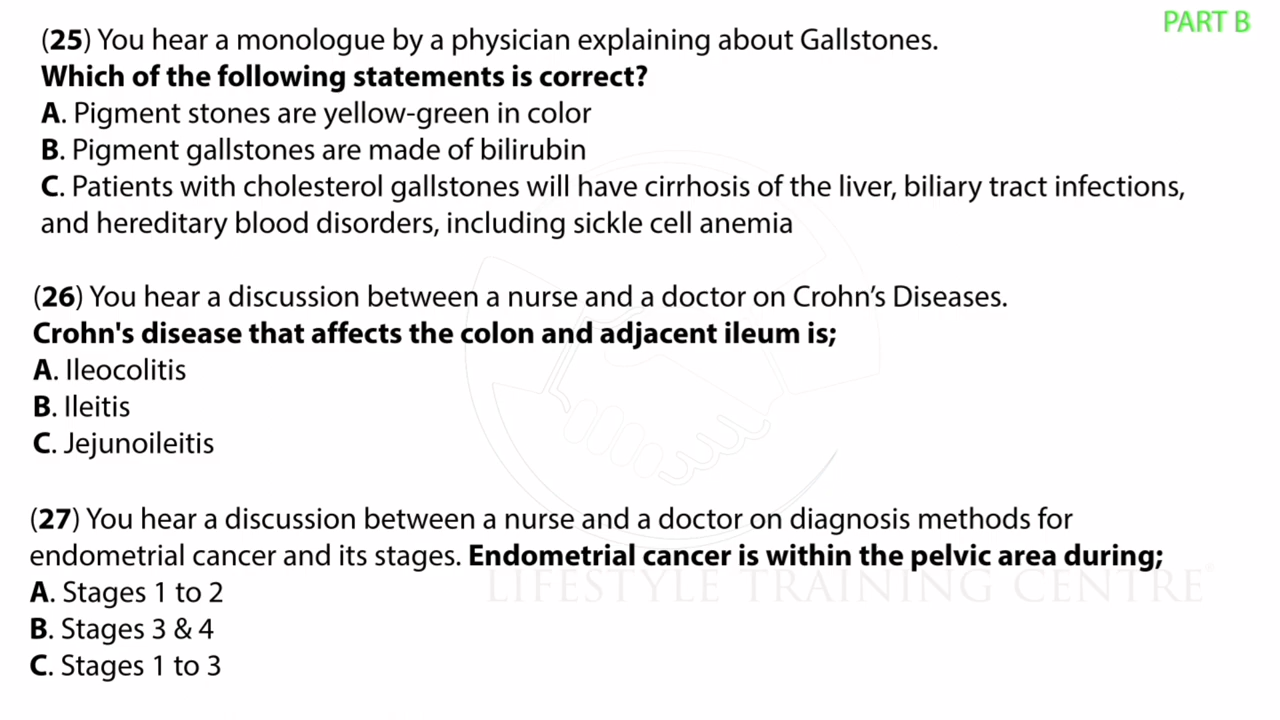 PART B
(25) You hear a monologue by a physician explaining about Gallstones.
Which of the following statements is correct?
A. Pigment stones are yellow-green in color
B. Pigment gallstones are made of bilirubin
C. Patients with cholesterol gallstones will have cirrhosis of the liver, biliary tract infections,
and hereditary blood disorders, including sickle cell anemia
(26) You hear a discussion between a nurse and a doctor on Crohn’s Diseases.
Crohn's disease that affects the colon and adjacent ileum is;
A. Ileocolitis
B. Ileitis
C. Jejunoileitis
(27) You hear a discussion between a nurse and a doctor on diagnosis methods for
endometrial cancer and its stages. Endometrial cancer is within the pelvic area during;
LIFESTYLE TRAINING CENTRE
A. Stages 1 to 2
B. Stages 3 & 4
C. Stages 1 to 3